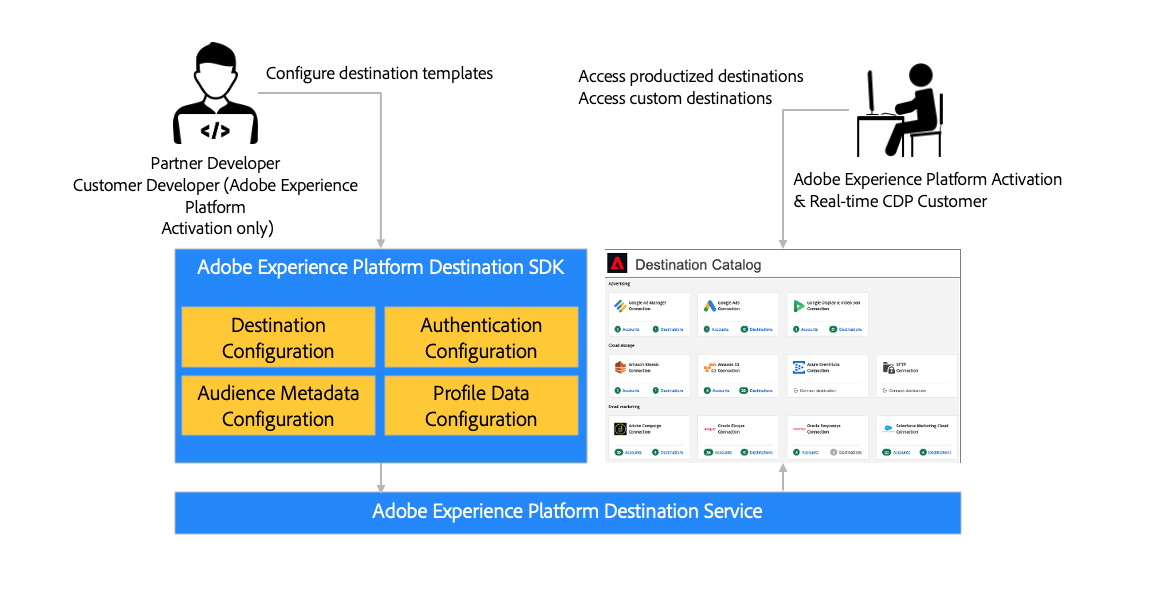 Configure destination templates
Access productized destinations
Access custom destinations
</>
Partner Developer
Customer Developer (Adobe Experience
Platform
Activation only)
Adobe Experience Platform Activation
& Real-time CDP Customer
Adobe Experience Platform Destination SDK
Destination
Configuration
Authentication
Configuration
Audience Metadata
Configuration
Profile Data
Configuration
Destination Catalog
Advertising
Google Ad Manager
Connection
Accounts
Destinations
Google Ads
Connection
Accounts
Destinations
Google Display & Video 360
Connection
Accounts
Destinations
Cloud storage
Amazon Kinesis
Connection
Accounts
Destinations
Amazon S3
Connection
Accounts
Destinations
Azure EventHubs
Connection
Connect destination
SFTP
Connection
Connect destination
Email marketing
Adobe Campaign
Connection
Accounts
Destinations
Oracle Eloqua
Connection
Accounts
Destinations
Oracle Responsys
Connection
Accounts
Destinations
Salesforce Marketing Cloud
Connection
Accounts
Destinations
Adobe Experience Platform Destination Service